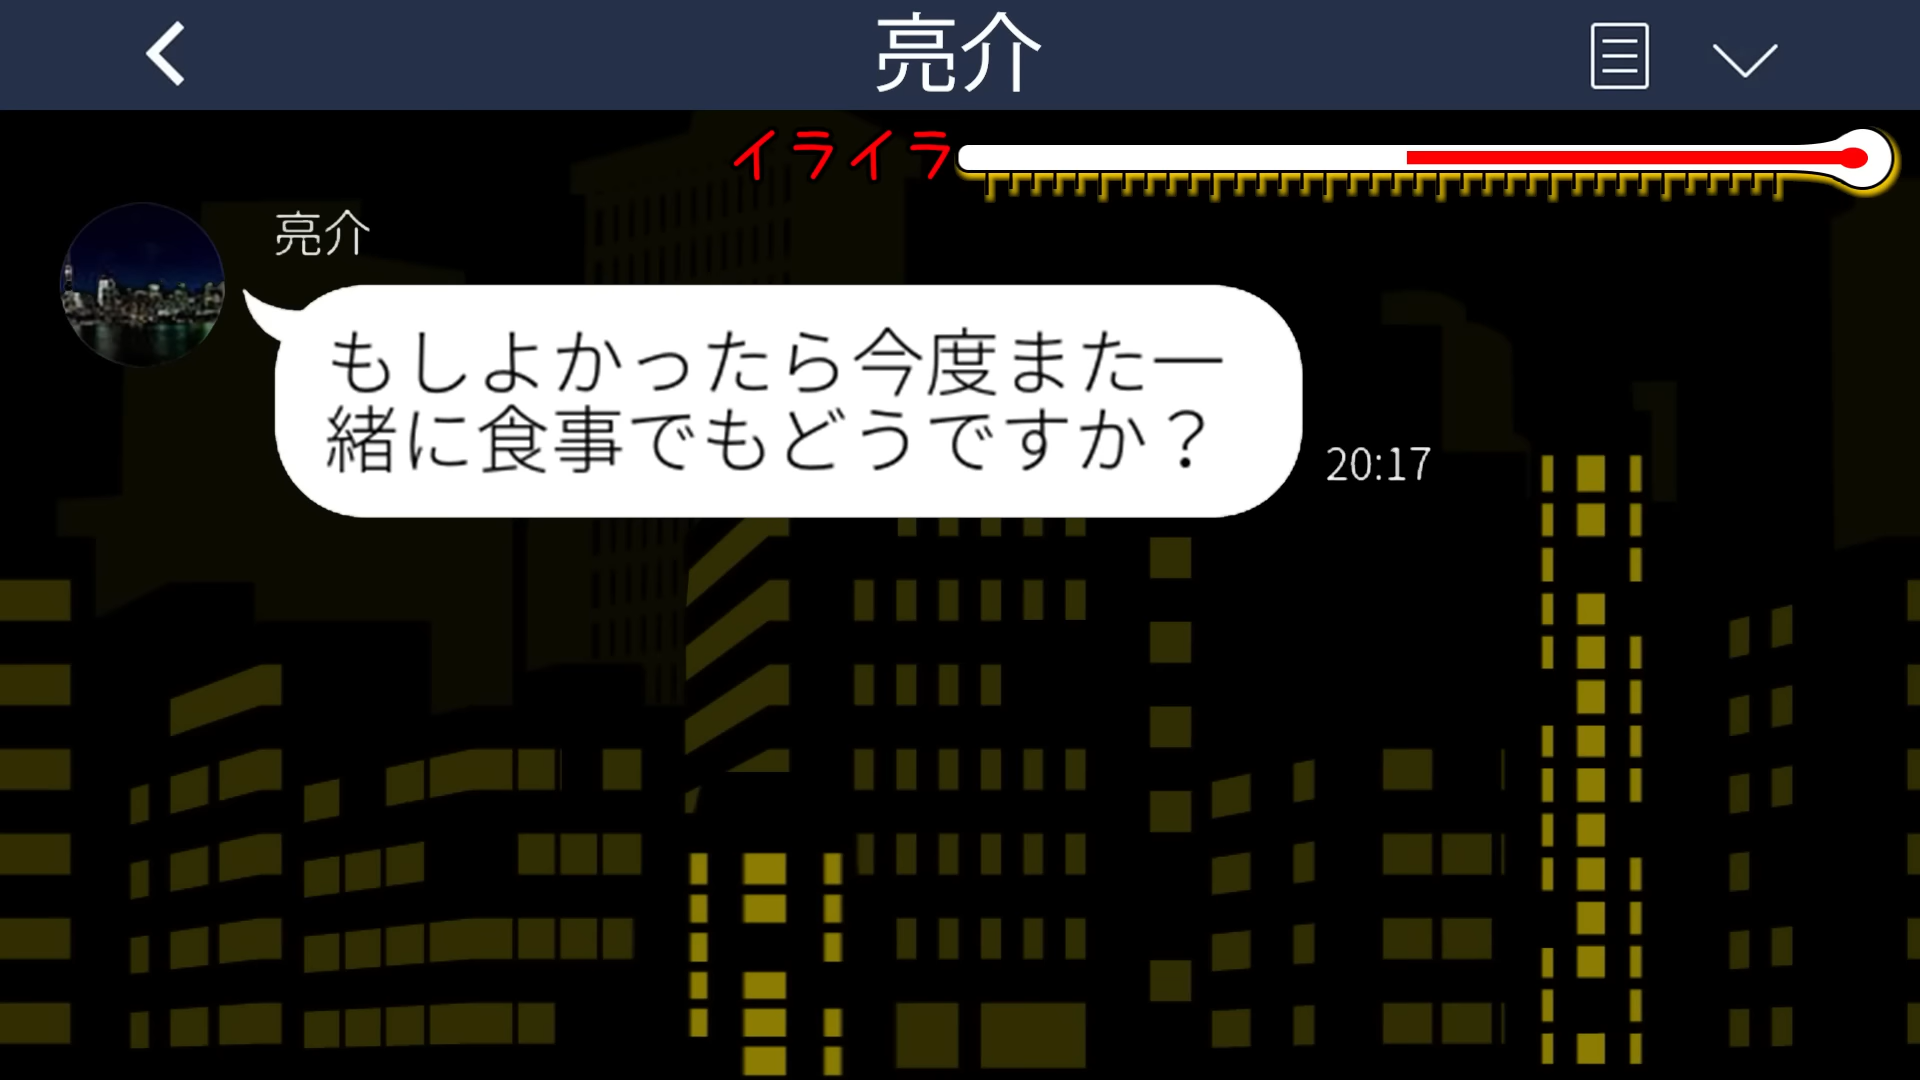 亮介
イライラ
亮介
もしよかったら今度また一
緒に食事でもどうですか？
20:17